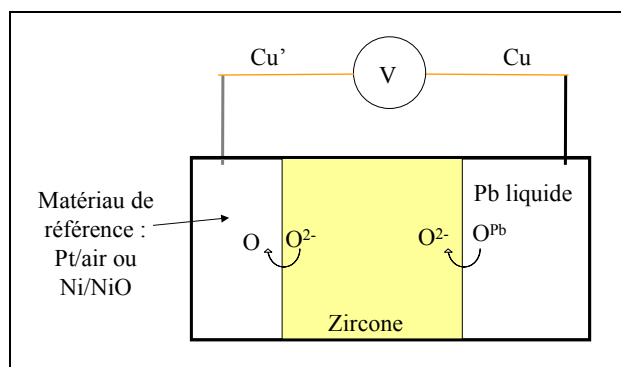 Cu’
V
Cu
Matériau de
référence :
Pt/air ou
Ni/NiO
O
O²⁻
Zircone
O²⁻
Pb liquide
Oᴾᵇ